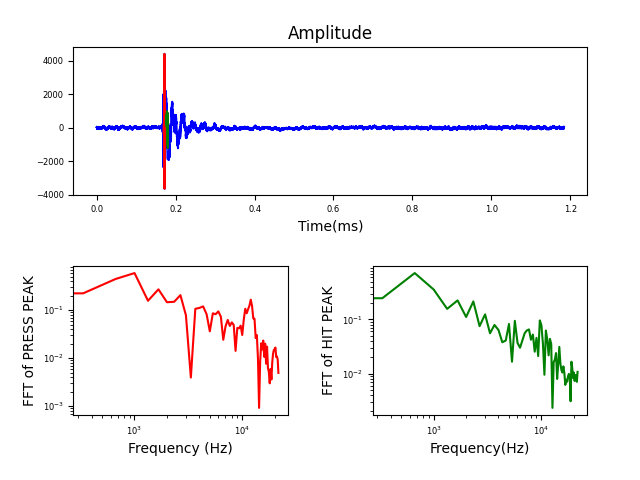 Amplitude
4000
2000
0
−2000
−4000
0.0 0.2 0.4 0.6 0.8 1.0 1.2
Time(ms)
FFT of PRESS PEAK
10⁻¹
10⁻²
10⁻³
10³ 10⁴
Frequency (Hz)
FFT of HIT PEAK
10⁻¹
10⁻²
10³ 10⁴
Frequency(Hz)